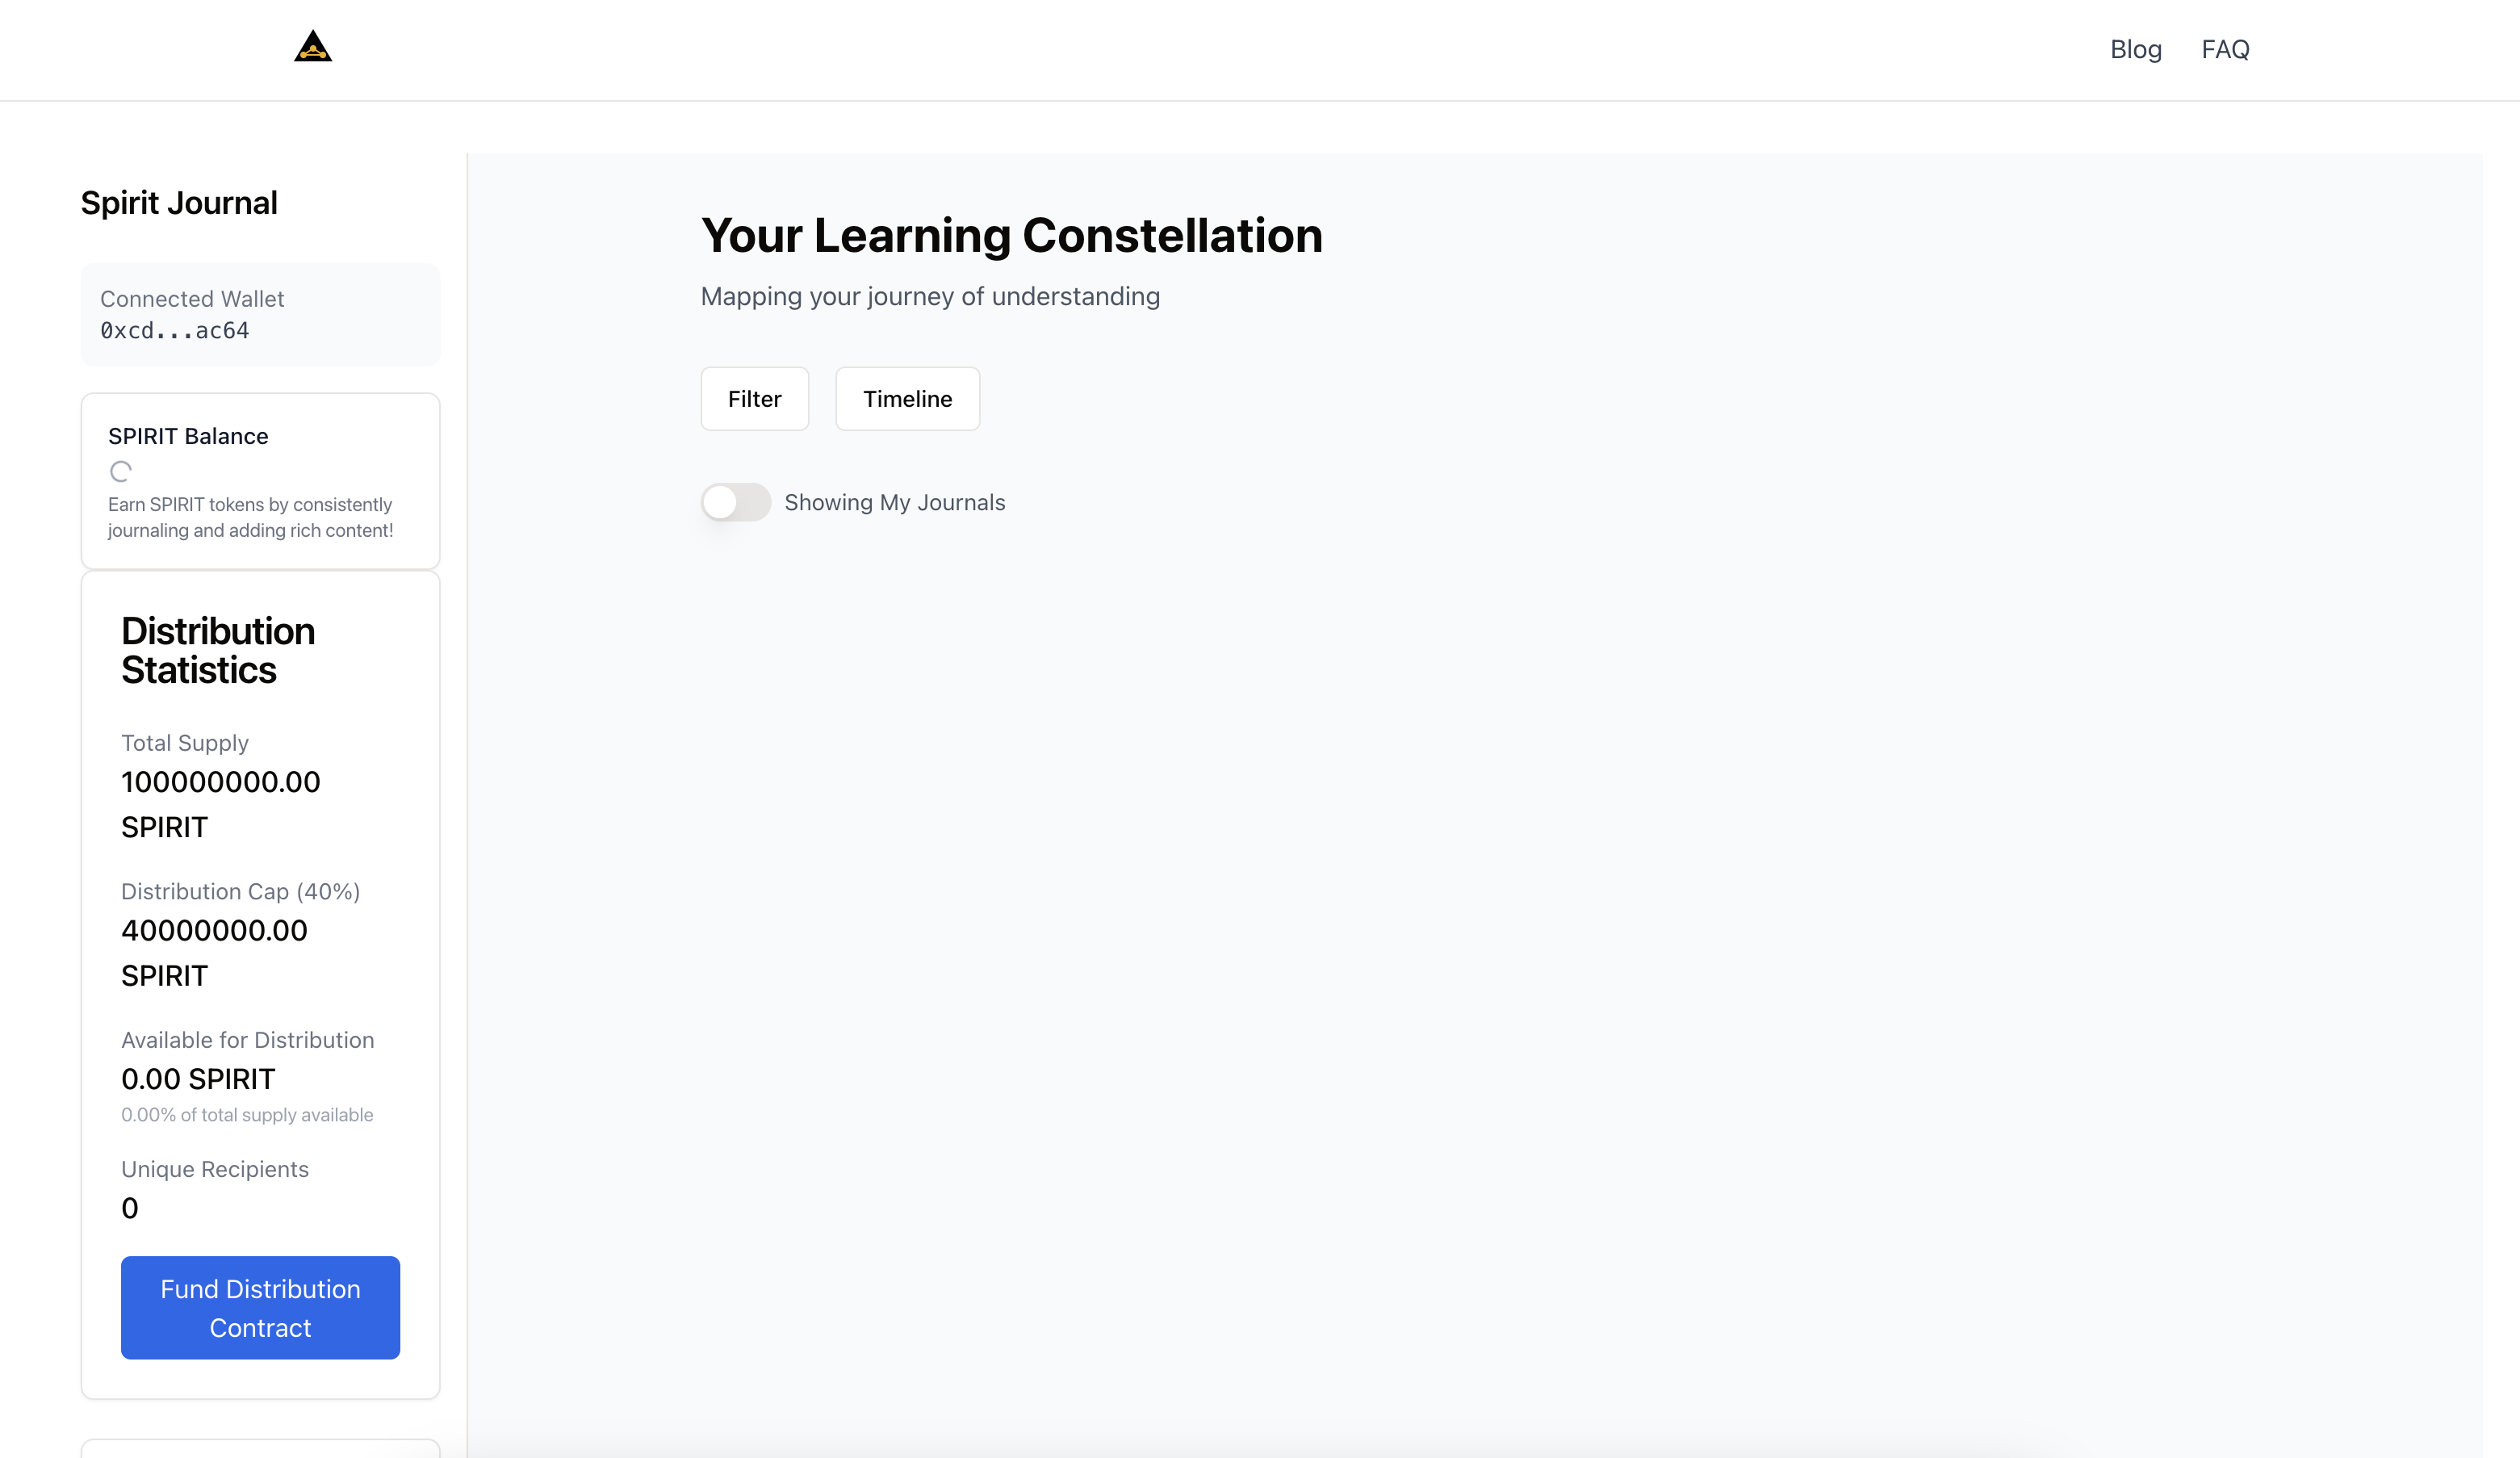 Blog FAQ
Spirit Journal
Connected Wallet
0xcd...ac64
SPIRIT Balance
Earn SPIRIT tokens by consistently
journaling and adding rich content!
Distribution
Statistics
Total Supply
100000000.00
SPIRIT
Distribution Cap (40%)
40000000.00
SPIRIT
Available for Distribution
0.00 SPIRIT
0.00% of total supply available
Unique Recipients
0
Fund Distribution
Contract
Your Learning Constellation
Mapping your journey of understanding
Filter Timeline
Showing My Journals